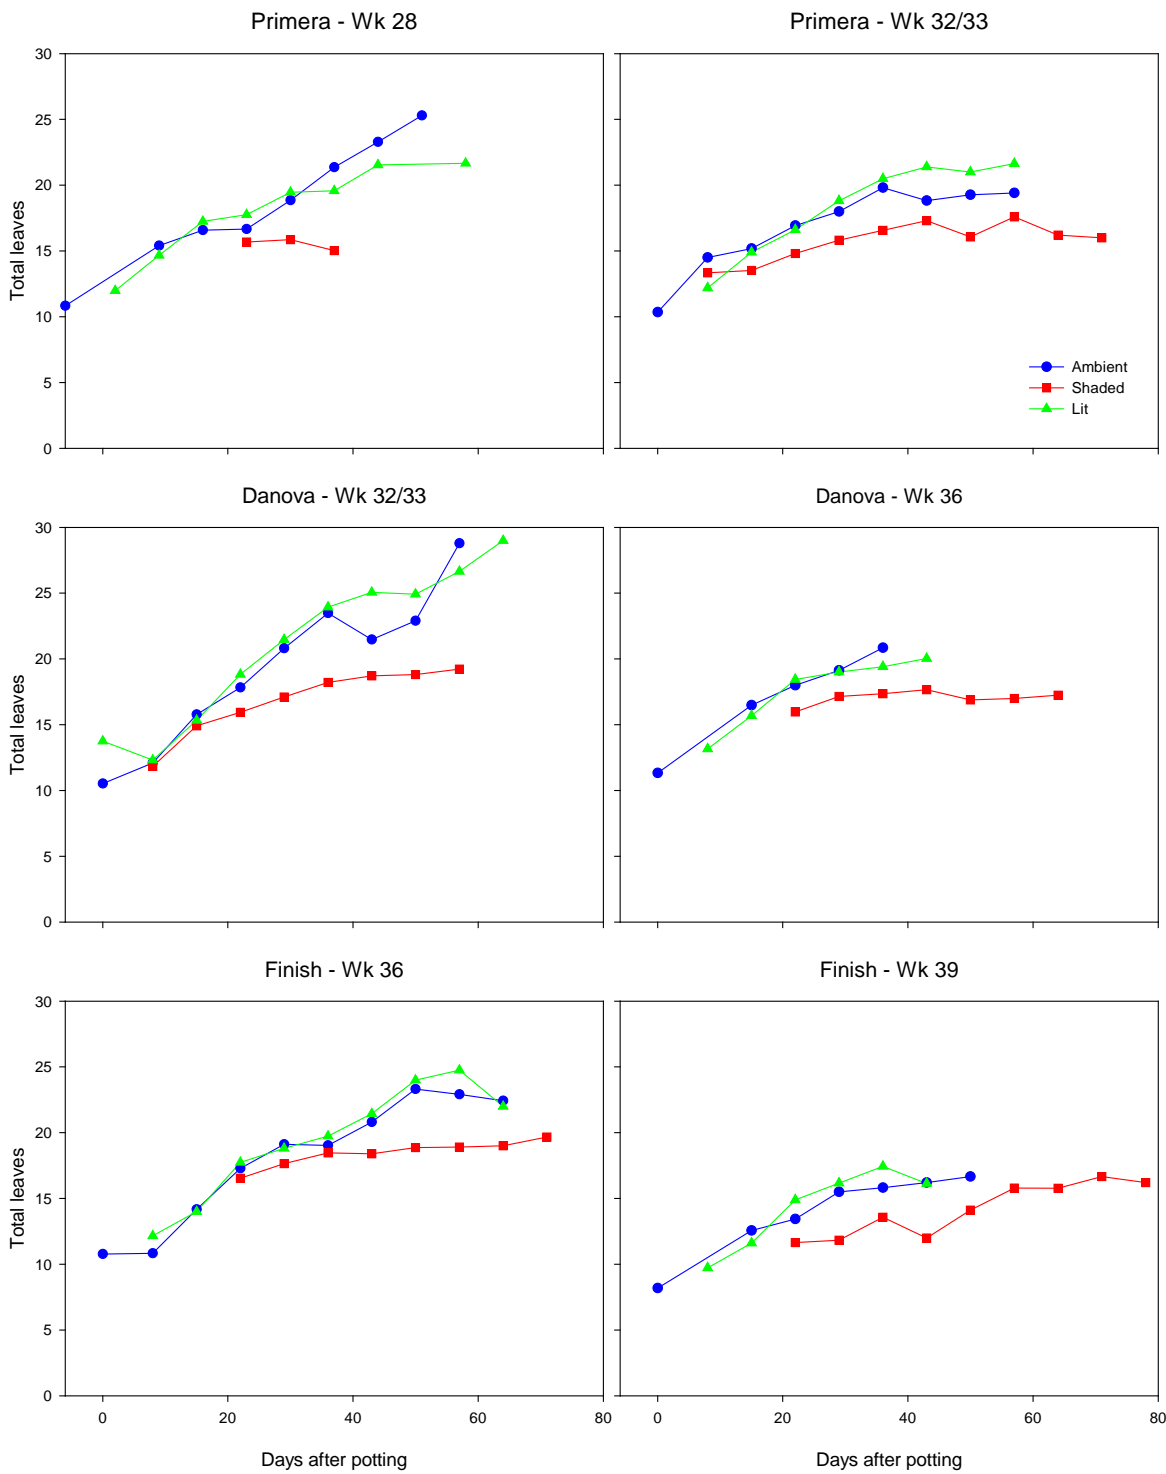 Primera - Wk 28
Primera - Wk 32/33
30
25
20
15
10
5
0
Total leaves
Ambient
Shaded
Lit
Danova - Wk 32/33
Danova - Wk 36
30
25
20
15
10
5
0
Total leaves
Finish - Wk 36
Finish - Wk 39
30
25
20
15
10
5
0
Total leaves
0 20 40 60 80
0 20 40 60 80
Days after potting
Days after potting